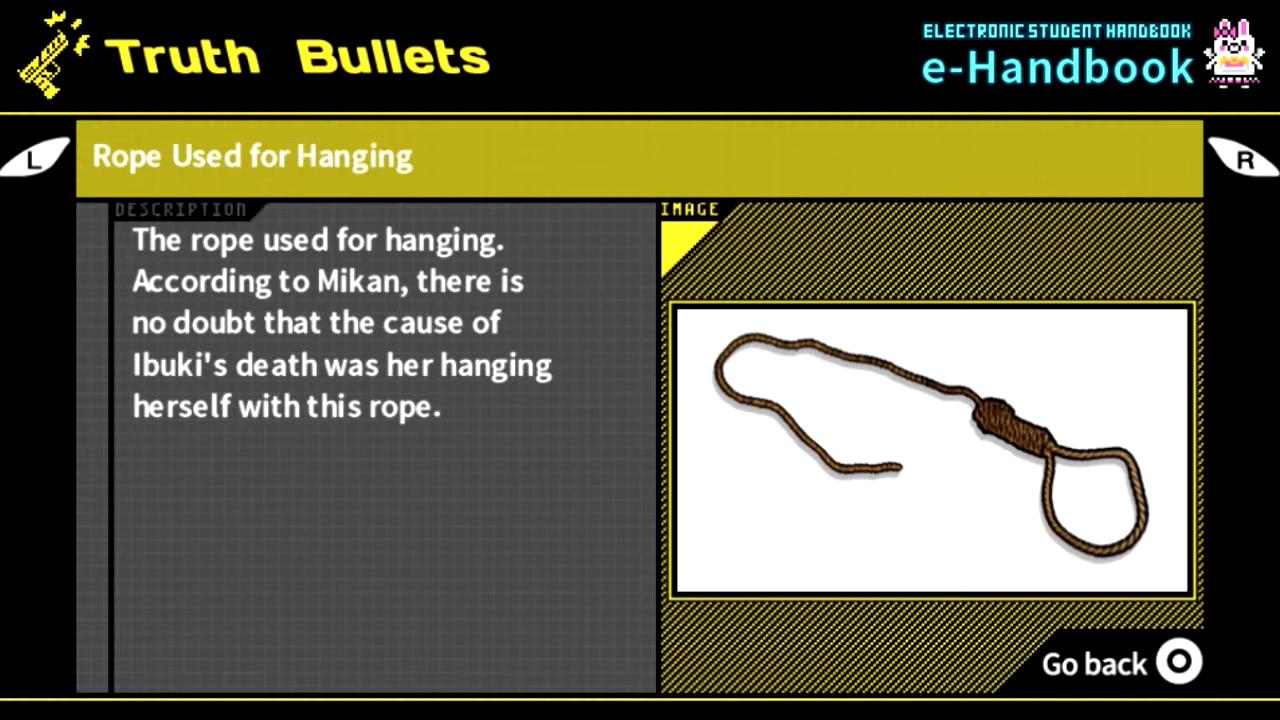 Truth Bullets
ELECTRONIC STUDENT HANDBOOK
e-Handbook
L
Rope Used for Hanging
R
DESCRIPTION
The rope used for hanging.
According to Mikan, there is
no doubt that the cause of
Ibuki's death was her hanging
herself with this rope.
IMAGE
Go back